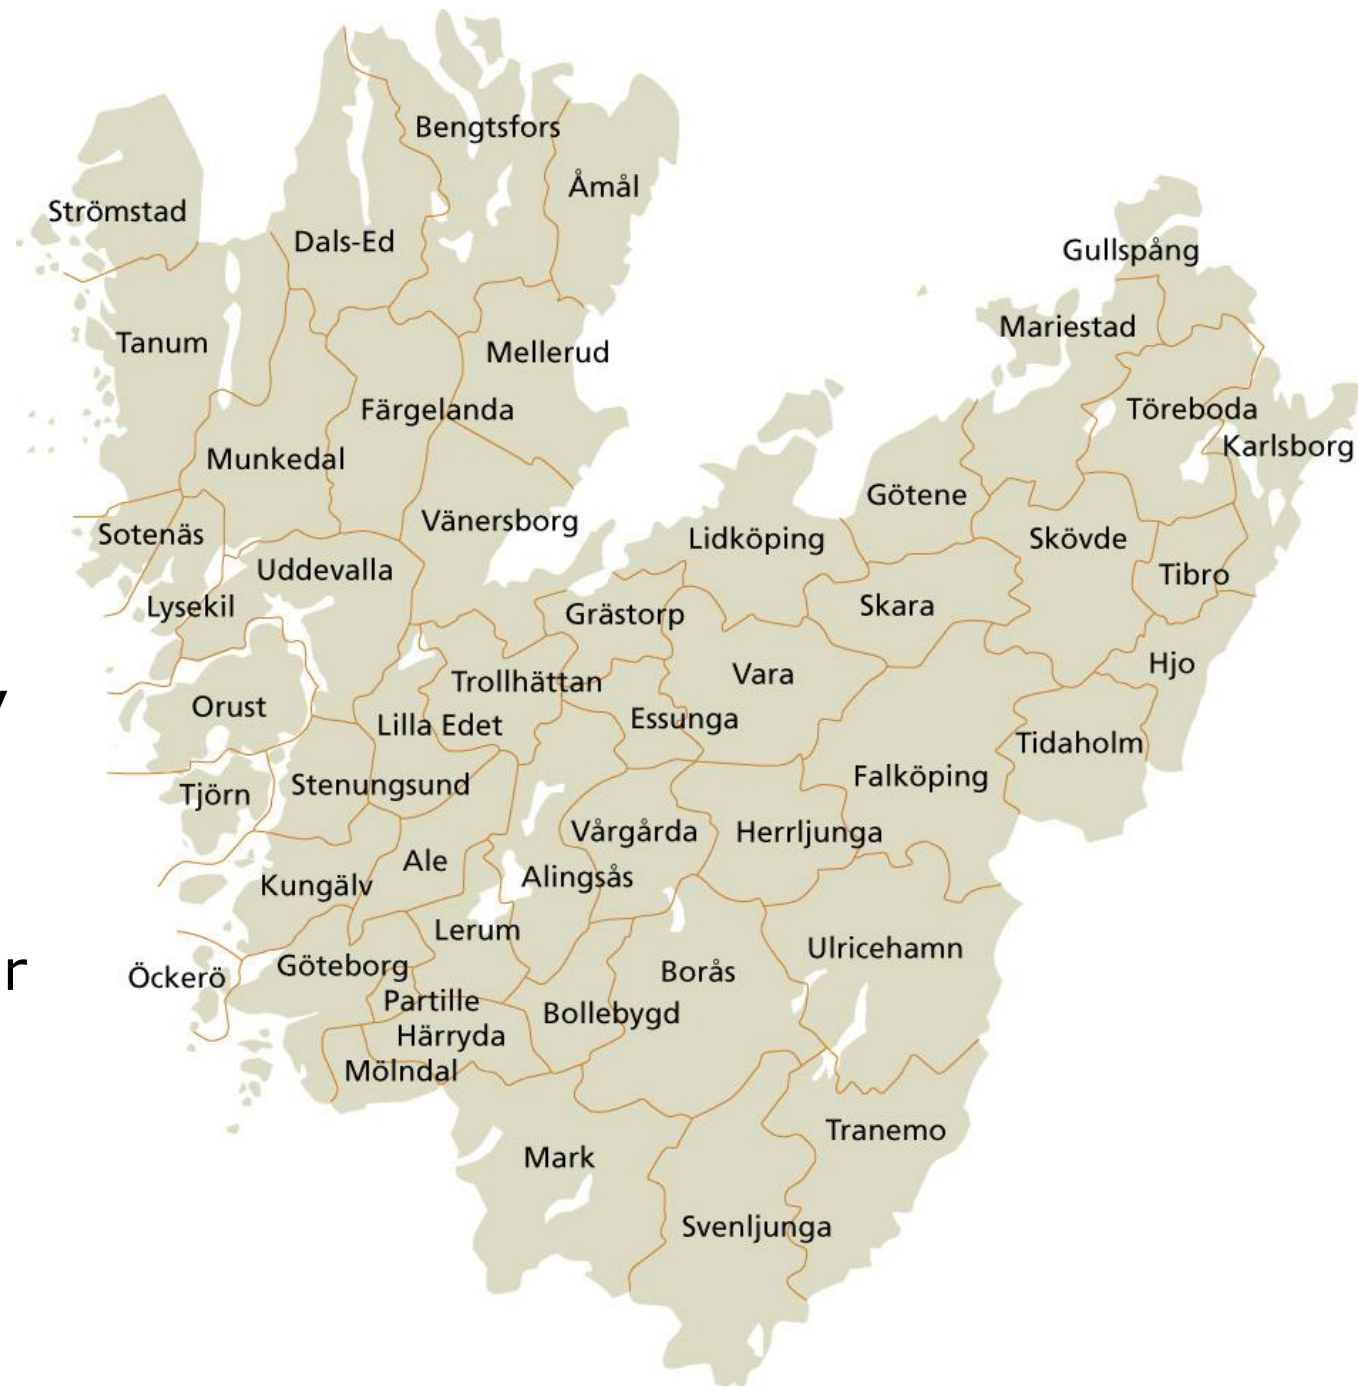 Bengtsfors
Åmål
Strömstad
Dals-Ed
Gullspång
Mariestad
Tanum
Mellerud
Färgelanda
Töreboda
Karlsborg
Munkedal
Götene
Vänersborg
Sotenäs
Lidköping
Skövde
Uddevalla
Tibro
Lysekil
Grästorp
Skara
Hjo
Vara
Trollhättan
Orust
Essunga
Lilla Edet
Tidaholm
Falköping
Stenungsund
Tjörn
Vårgårda
Herrljunga
Ale
Alingsås
Kungälv
Lerum
Ulricehamn
Göteborg
Öckerö
Borås
r
Partille
Bollebygd
Härryda
Mölndal
Tranemo
Mark
Svenljunga